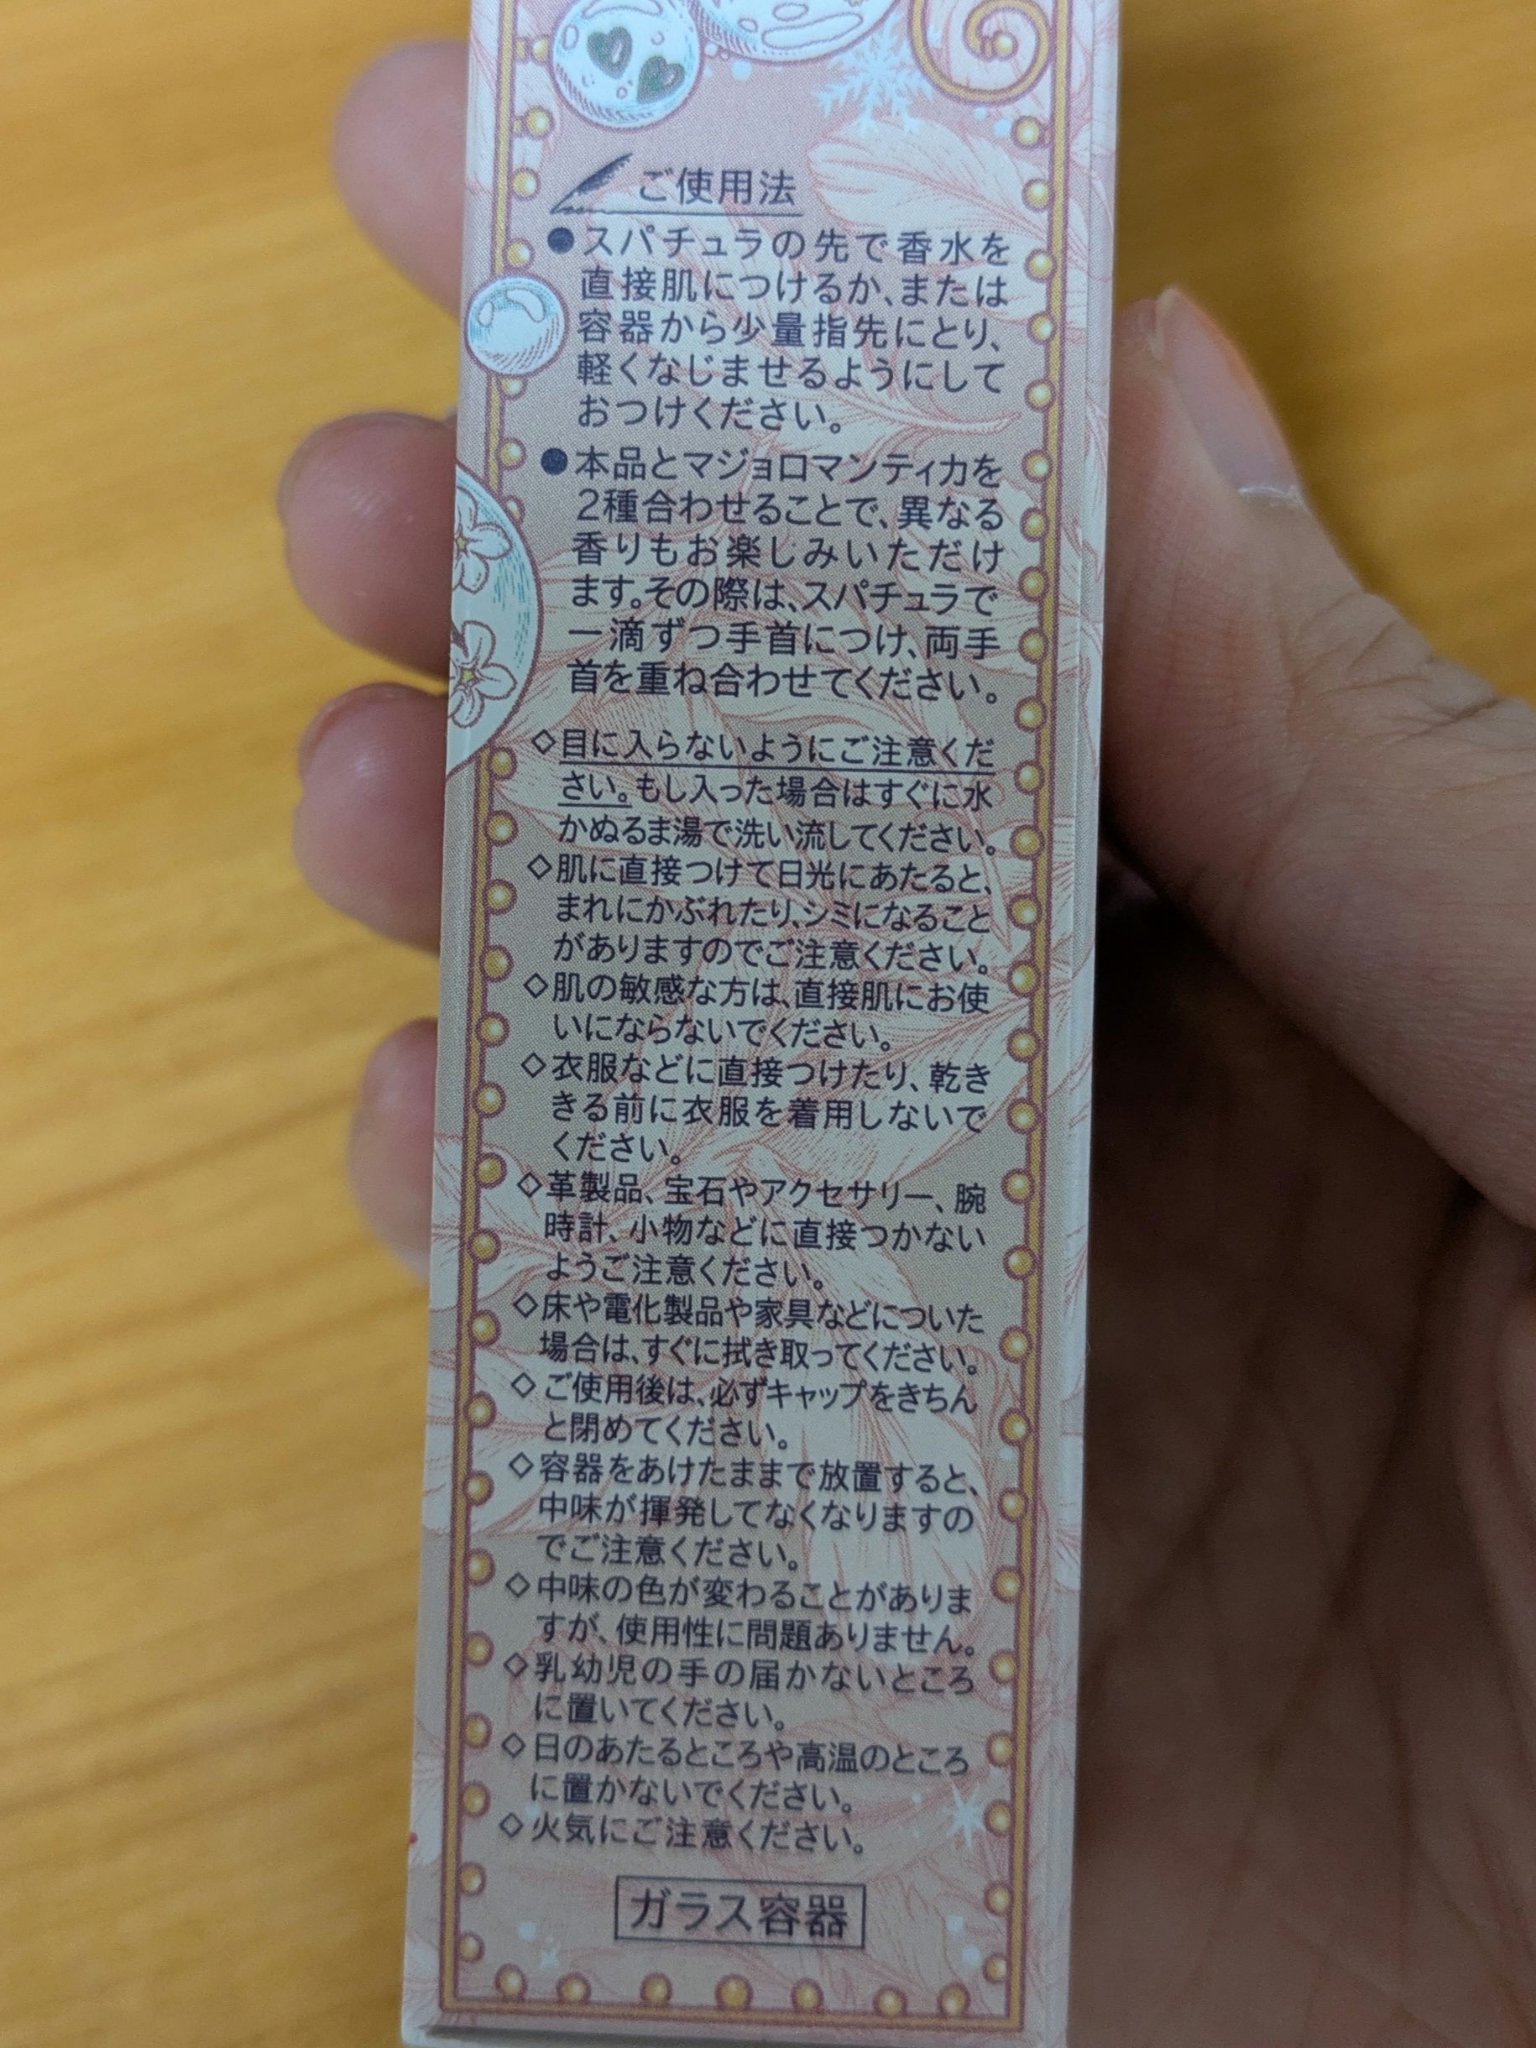 ご使用法
●スパチュラの先で香水を
直接肌につけるか、または
容器から少量指先にとり、
軽くなじませるようにして
おつけください。
●本品とマジョロマンティカを
2種合わせることで、異なる
香りもお楽しみいただけ
ます。その際は、スパチュラで
一滴ずつ手首につけ、両手
首を重ね合わせてください。
◇目に入らないようにご注意くだ
さい。もし入った場合はすぐに水
かぬるま湯で洗い流してください。
◇肌に直接つけて日光にあたると、
まれにかぶれたり、シミになること
がありますのでご注意ください。
◇肌の敏感な方は、直接肌にお使
いにならないでください。
◇衣服などに直接つけたり、乾き
きる前に衣服を着用しないで
ください。
◇革製品、宝石やアクセサリー、腕
時計、小物などに直接つかない
ようご注意ください。
◇床や電化製品や家具などについた
場合は、すぐに拭き取ってください。
◇ご使用後は、必ずキャップをきちん
と閉めてください。
◇容器をあけたままで放置すると、
中味が揮発してなくなりますの
でご注意ください。
◇中味の色が変わることがありま
すが、使用性に問題ありません。
◇乳幼児の手の届かないところ
に置いてください。
◇日のあたるところや高温のところ
に置かないでください。
◇火気にご注意ください。
ガラス容器